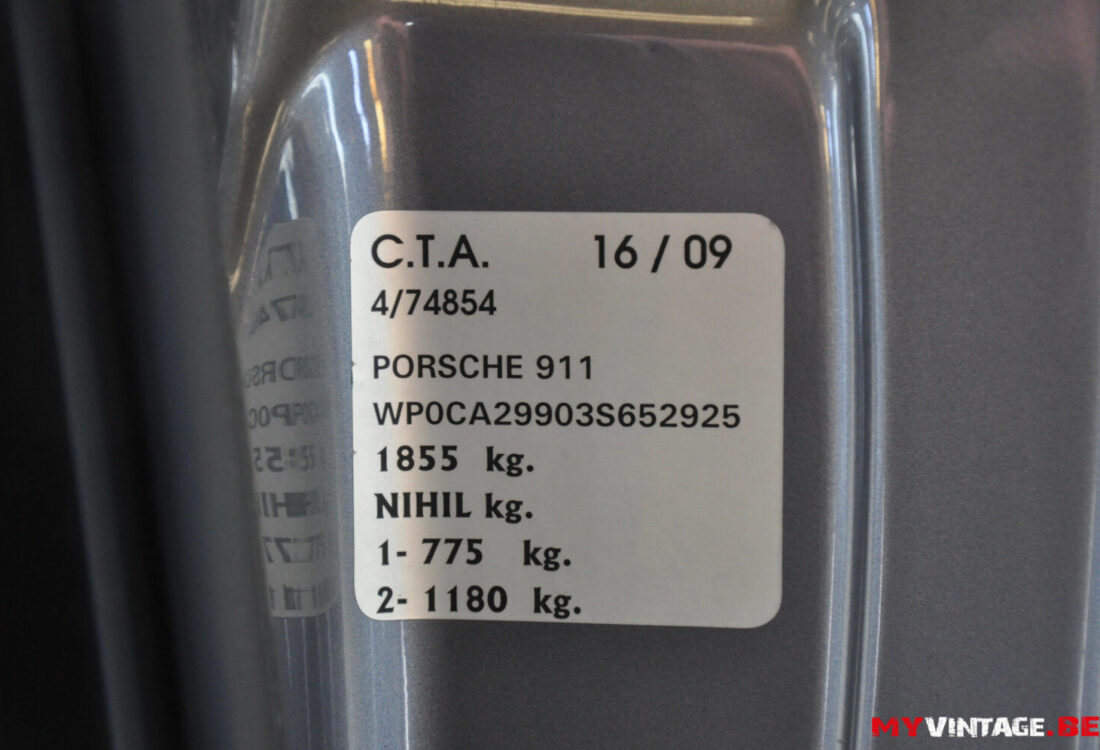 C.T.A. 16 / 09
4/74854
PORSCHE 911
WP0CA29903S652925
1855 kg.
NIHIL kg.
1- 775 kg.
2- 1180 kg.
MYVINTAGE.BE